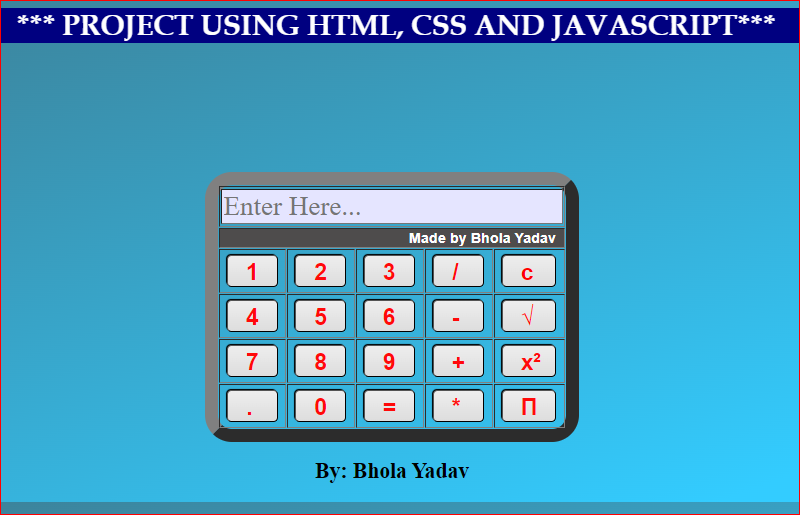 *** PROJECT USING HTML, CSS AND JAVASCRIPT***
Enter Here...
Made by Bhola Yadav
1 2 3 / c
4 5 6 - √
7 8 9 + x²
. 0 = * П
By: Bhola Yadav